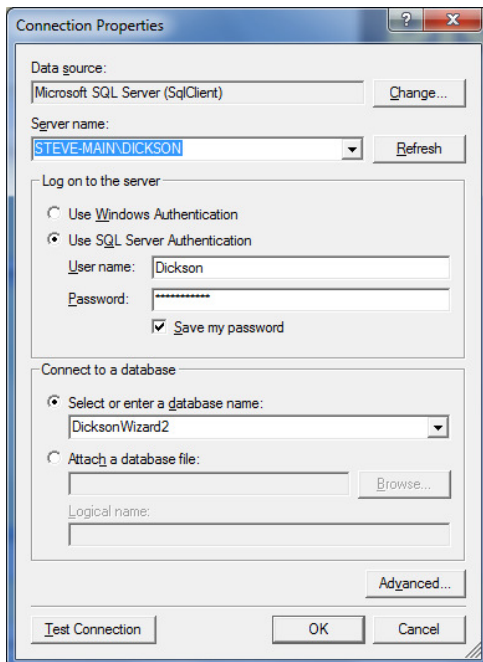 Connection Properties
?
Data source:
Microsoft SQL Server (SqlClient)
Change...
Server name:
STEVE-MAIN\DICKSON
Refresh
Log on to the server
Use Windows Authentication
Use SQL Server Authentication
User name:
Dickson
Password:
***********
Save my password
Connect to a database
Select or enter a database name:
DicksonWizard2
Attach a database file:
Browse...
Logical name:
Advanced...
Test Connection
OK
Cancel